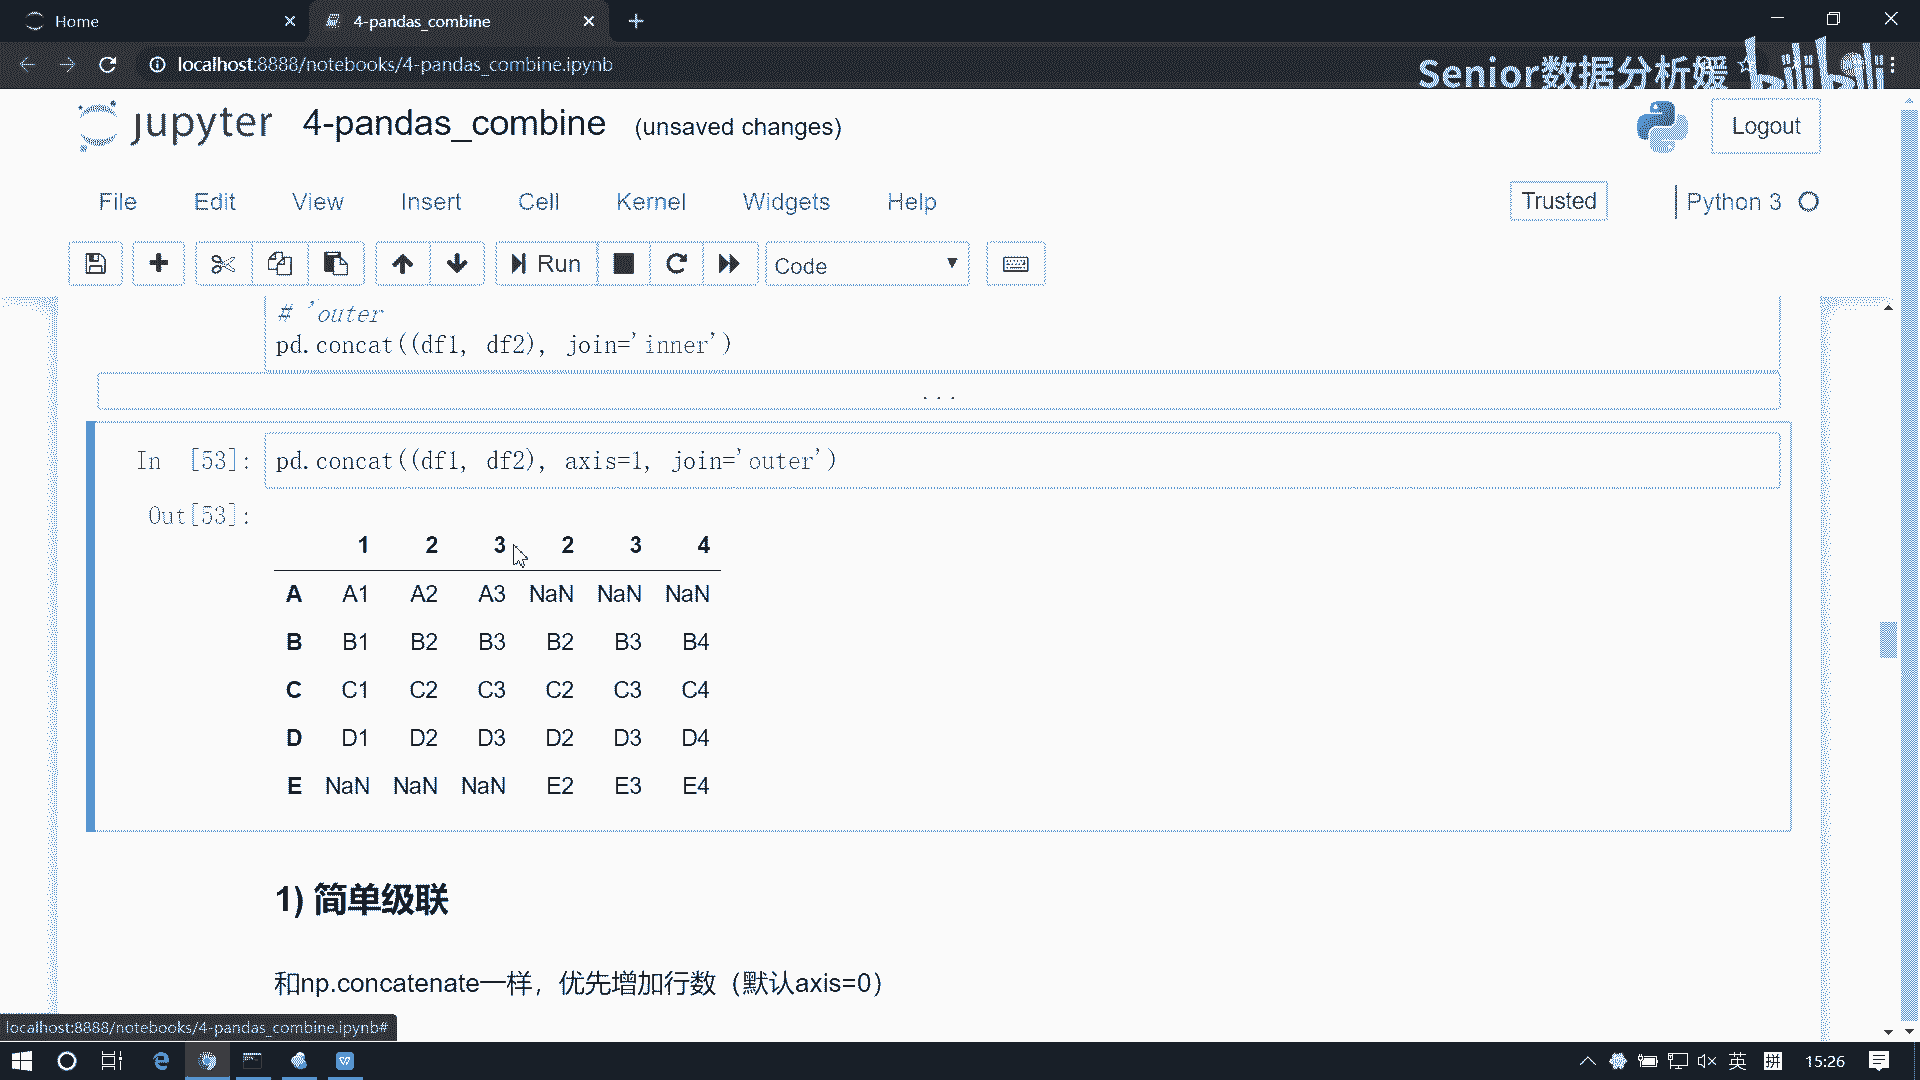 Home
4-pandas_combine
localhost:8888/notebooks/4-pandas_combine.ipynb
Senior数据分析媛
bilibili
jupyter 4-pandas_combine (unsaved changes)
Logout
File Edit View Insert Cell Kernel Widgets Help
Trusted
Python 3
Run
Code
# 'outer
pd.concat((df1, df2), join='inner')
...
In [53]: pd.concat((df1, df2), axis=1, join='outer')
Out[53]:
1 2 3 2 3 4
A A1 A2 A3 NaN NaN NaN
B B1 B2 B3 B2 B3 B4
C C1 C2 C3 C2 C3 C4
D D1 D2 D3 D2 D3 D4
E NaN NaN NaN E2 E3 E4
1) 简单级联
和np.concatenate一样，优先增加行数（默认axis=0）
localhost:8888/notebooks/4-pandas_combine.ipynb#
英
拼
15:26